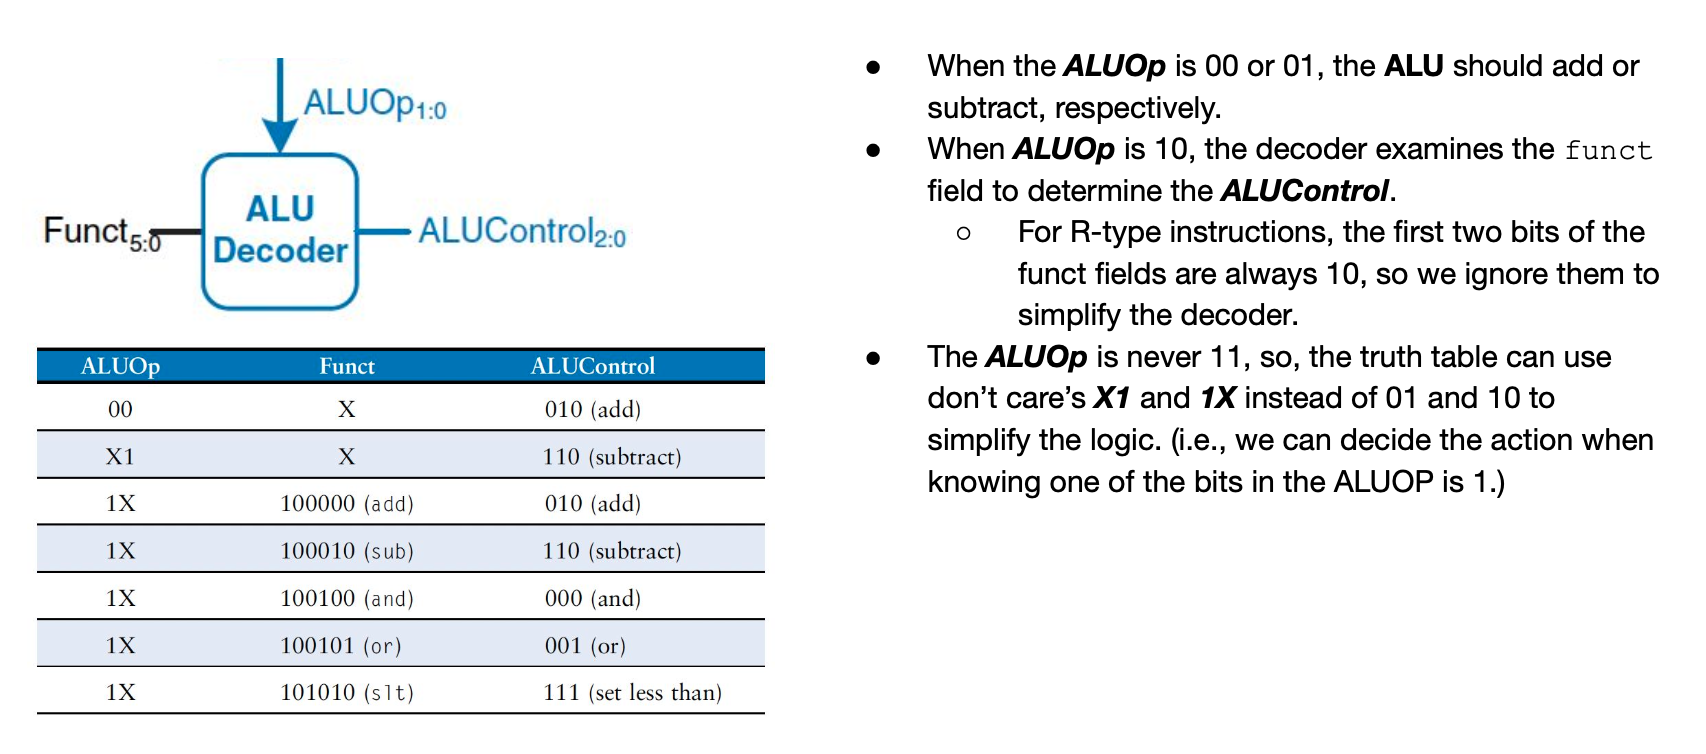 ALUOp1:0
ALU
Decoder
Funct5:0
ALUControl2:0
ALUOp Funct ALUControl
00 X 010 (add)
X1 X 110 (subtract)
1X 100000 (add) 010 (add)
1X 100010 (sub) 110 (subtract)
1X 100100 (and) 000 (and)
1X 100101 (or) 001 (or)
1X 101010 (slt) 111 (set less than)
● When the ALUOp is 00 or 01, the ALU should add or
subtract, respectively.
● When ALUOp is 10, the decoder examines the funct
field to determine the ALUControl.
○ For R-type instructions, the first two bits of the
funct fields are always 10, so we ignore them to
simplify the decoder.
● The ALUOp is never 11, so, the truth table can use
don’t care’s X1 and 1X instead of 01 and 10 to
simplify the logic. (i.e., we can decide the action when
knowing one of the bits in the ALUOP is 1.)